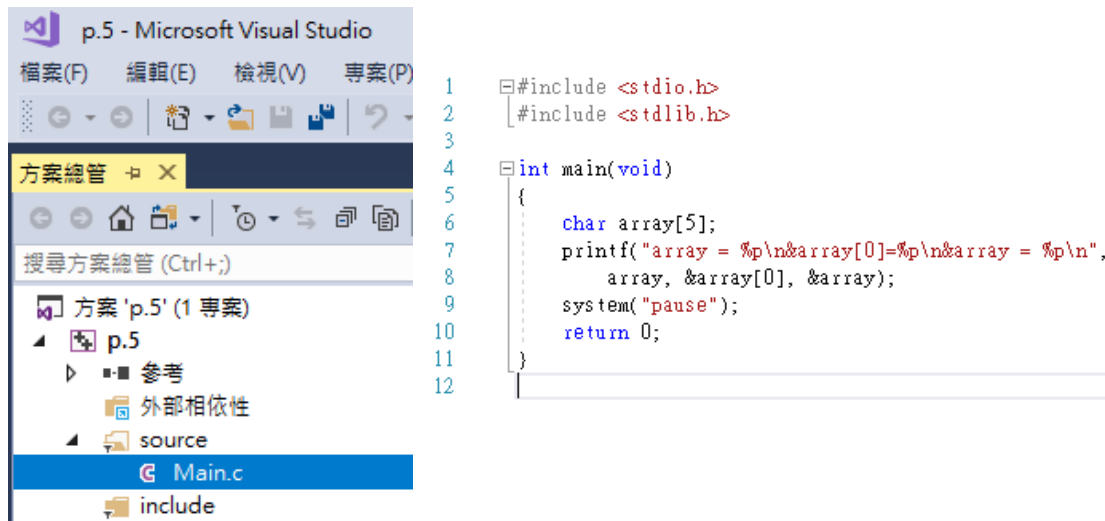 p.5 - Microsoft Visual Studio
檔案(F) 編輯(E) 檢視(V) 專案(P)
方案總管
搜尋方案總管 (Ctrl+;)
方案 'p.5' (1 專案)
p.5
參考
外部相依性
source
Main.c
include
1 #include <stdio.h>
2 #include <stdlib.h>
3
4 int main(void)
5 {
6 char array[5];
7 printf("array = %p\n&array[0]=%p\n&array = %p\n",
8 array, &array[0], &array);
9 system("pause");
10 return 0;
11 }
12